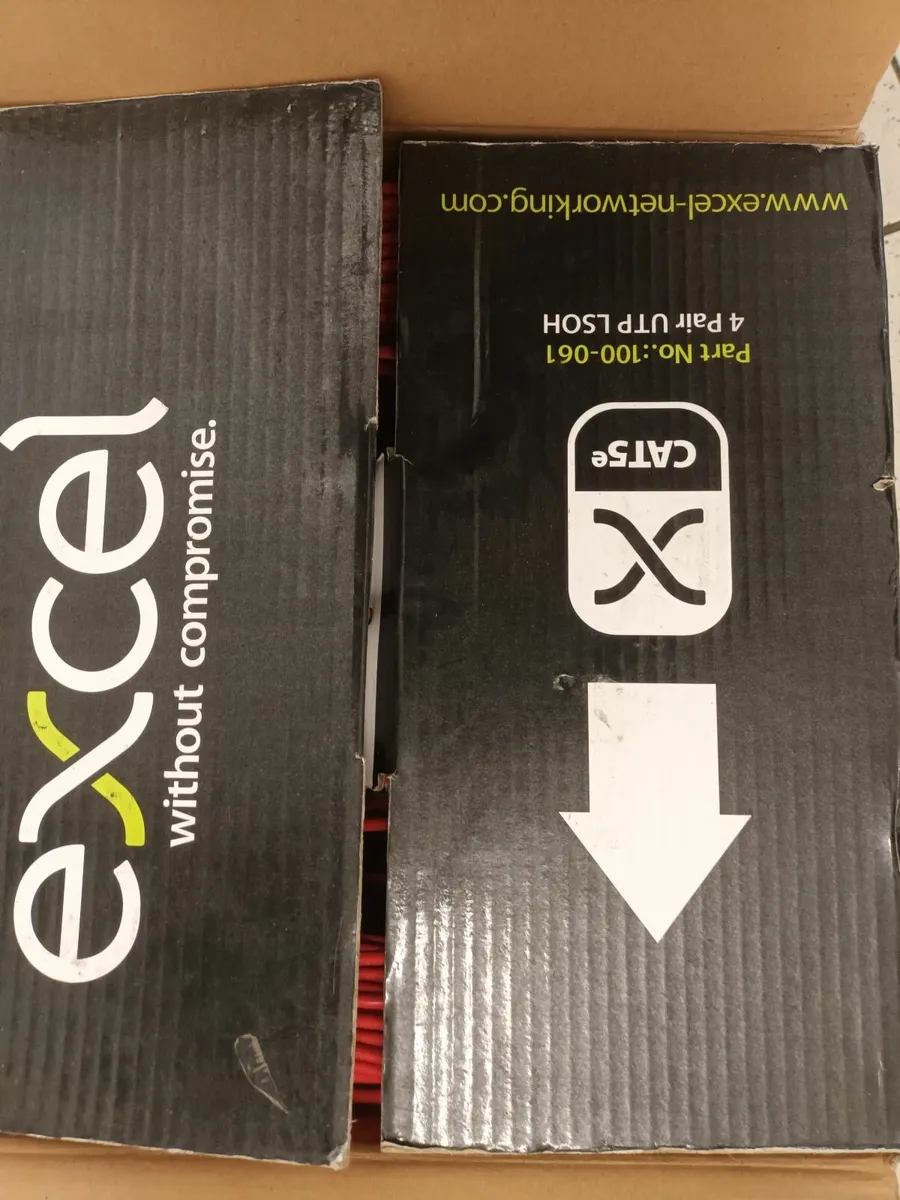 excel
without compromise.
CAT5e
Part No.:100-061
4 Pair UTP LSOH
www.excel-networking.com